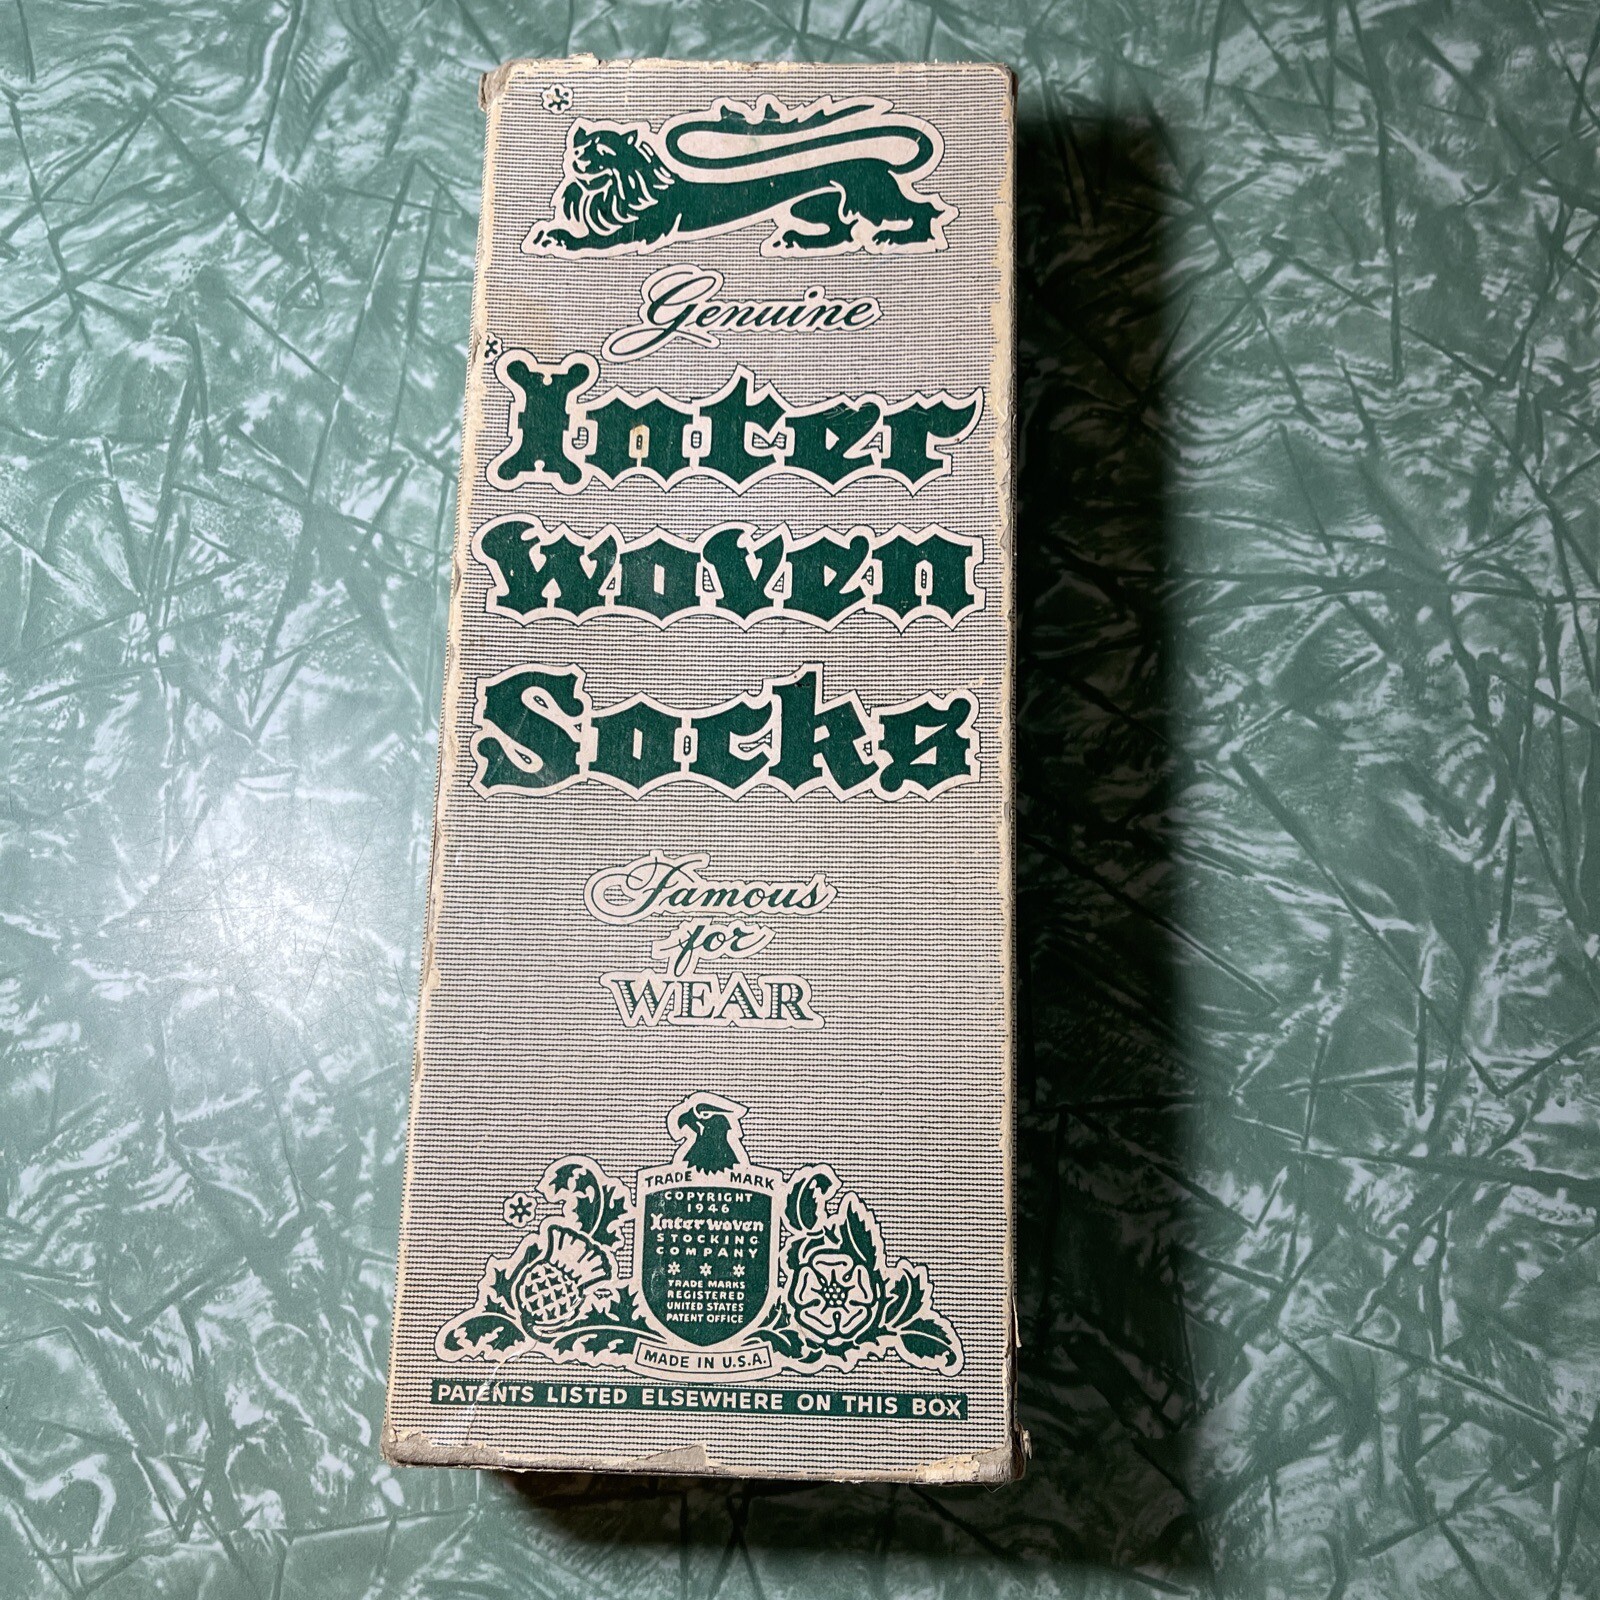 Genuine
Inter
woven
Socks
Famous
for
WEAR
TRADE MARK
COPYRIGHT
1946
Interwoven
STOCKING
COMPANY
* * *
TRADE MARKS
REGISTERED
UNITED STATES
PATENT OFFICE
MADE IN U.S.A.
PATENTS LISTED ELSEWHERE ON THIS BOX